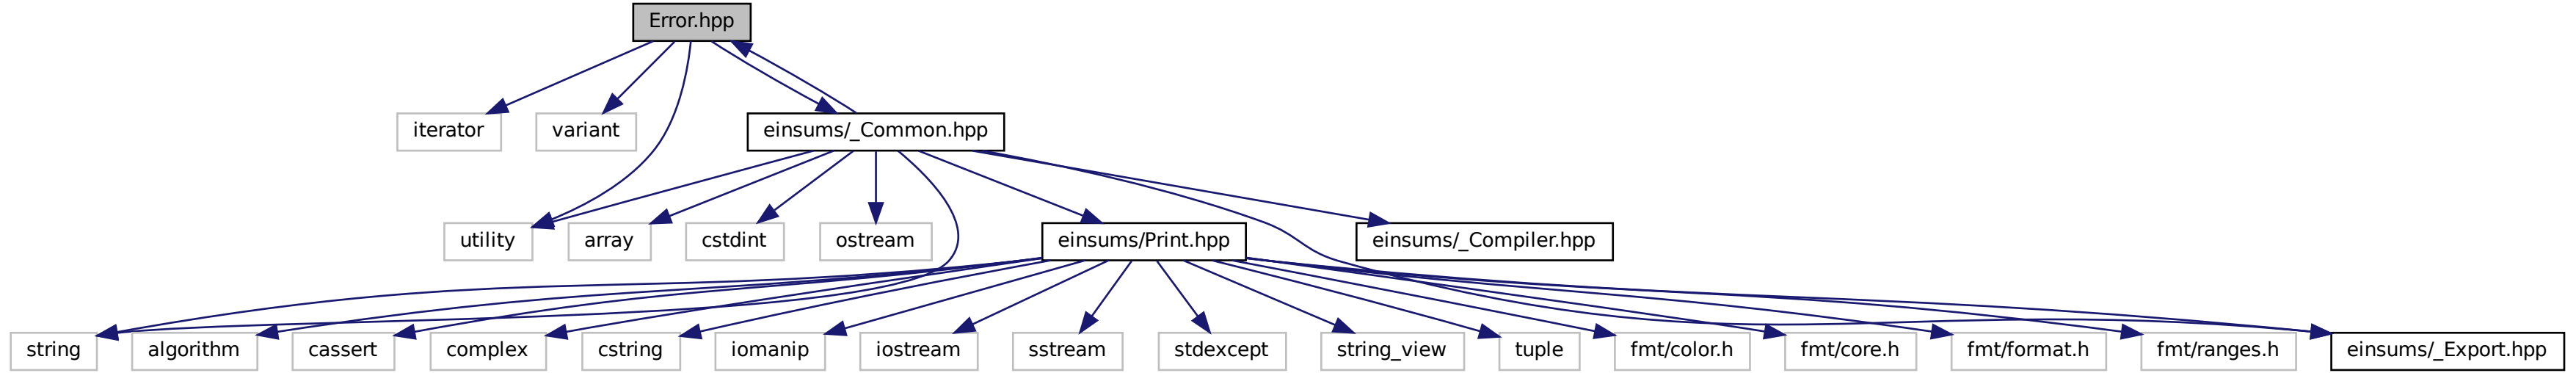 Error.hpp
iterator
variant
einsums/_Common.hpp
utility
array
cstdint
ostream
einsums/Print.hpp
einsums/_Compiler.hpp
string
algorithm
cassert
complex
cstring
iomanip
iostream
sstream
stdexcept
string_view
tuple
fmt/color.h
fmt/core.h
fmt/format.h
fmt/ranges.h
einsums/_Export.hpp